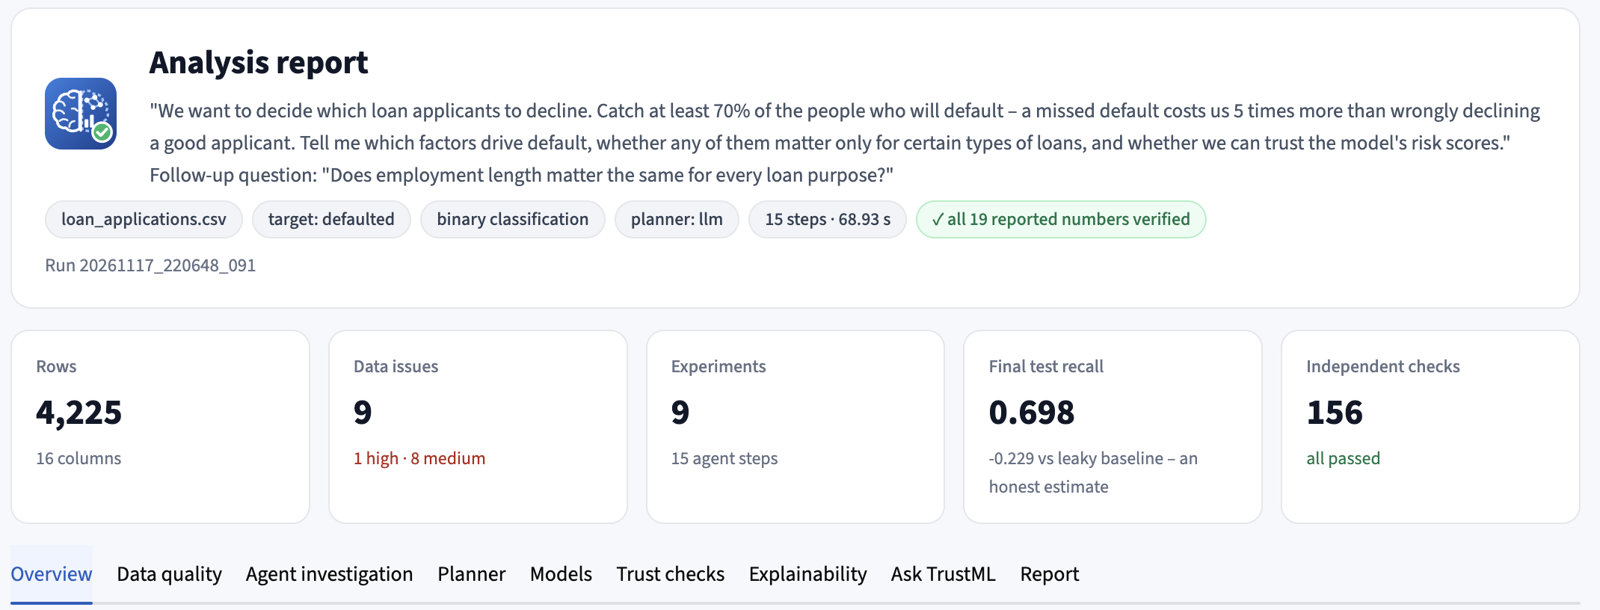 Analysis report
"We want to decide which loan applicants to decline. Catch at least 70% of the people who will default – a missed default costs us 5 times more than wrongly declining
a good applicant. Tell me which factors drive default, whether any of them matter only for certain types of loans, and whether we can trust the model's risk scores."
Follow-up question: "Does employment length matter the same for every loan purpose?"
loan_applications.csv
target: defaulted
binary classification
planner: llm
15 steps · 68.93 s
✓ all 19 reported numbers verified
Run 20261117_220648_091
Rows
4,225
16 columns
Data issues
9
1 high · 8 medium
Experiments
9
15 agent steps
Final test recall
0.698
-0.229 vs leaky baseline – an
honest estimate
Independent checks
156
all passed
Overview
Data quality
Agent investigation
Planner
Models
Trust checks
Explainability
Ask TrustML
Report